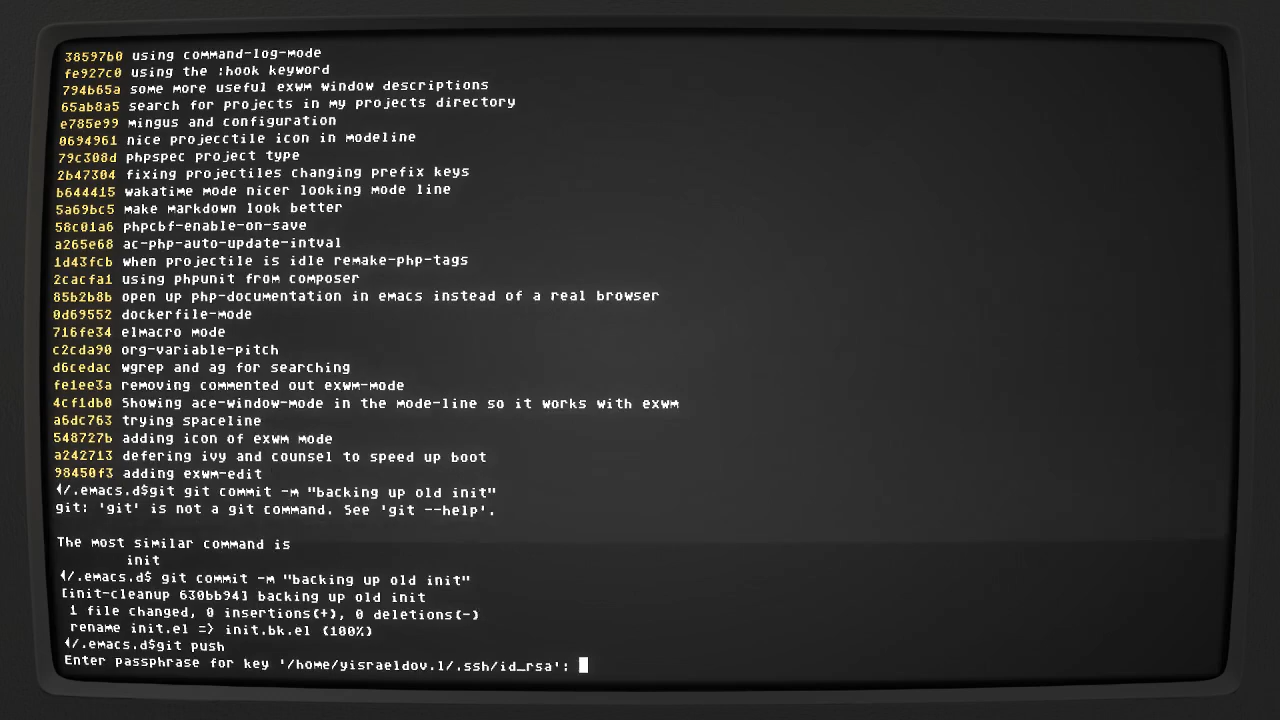 38597b0 using command-log-mode
fe927c0 using the :hook keyword
794b65a some more useful exwm window descriptions
65ab8a5 search for projects in my projects directory
e785e99 mingus and configuration
0694961 nice projecctile icon in modeline
79c308d phpspec project type
2b47304 fixing projectiles changing prefix keys
b644415 wakatime mode nicer looking mode line
5a69bc5 make markdown look better
58c01a6 phpcbf-enable-on-save
a265e68 ac-php-auto-update-intval
1d43fcb when projectile is idle remake-php-tags
2cacfa1 using phpunit from composer
85b2b8b open up php-documentation in emacs instead of a real browser
0d69552 dockerfile-mode
716fe34 elmacro mode
c2cda90 org-variable-pitch
d6cedac wgrep and ag for searching
fe1ee3a removing commented out exwm-mode
4cf1db0 Showing ace-window-mode in the mode-line so it works with exwm
a6dc763 trying spaceline
548727b adding icon of exwm mode
a242713 defering ivy and counsel to speed up boot
98450f3 adding exwm-edit
~/.emacs.d$git git commit -m "backing up old init"
git: 'git' is not a git command. See 'git --help'.
The most similar command is
init
~/.emacs.d$ git commit -m "backing up old init"
[init-cleanup 630bb94] backing up old init
1 file changed, 0 insertions(+), 0 deletions(-)
rename init.el => init.bk.el (100%)
~/.emacs.d$git push
Enter passphrase for key '/home/yisraeldov.l/.ssh/id_rsa':